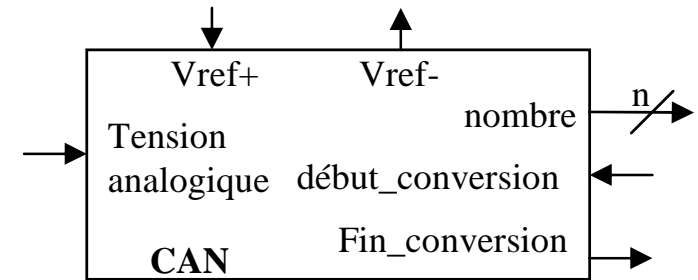 Vref+ Vref-
n
nombre
Tension
analogique
début_conversion
Fin_conversion
CAN